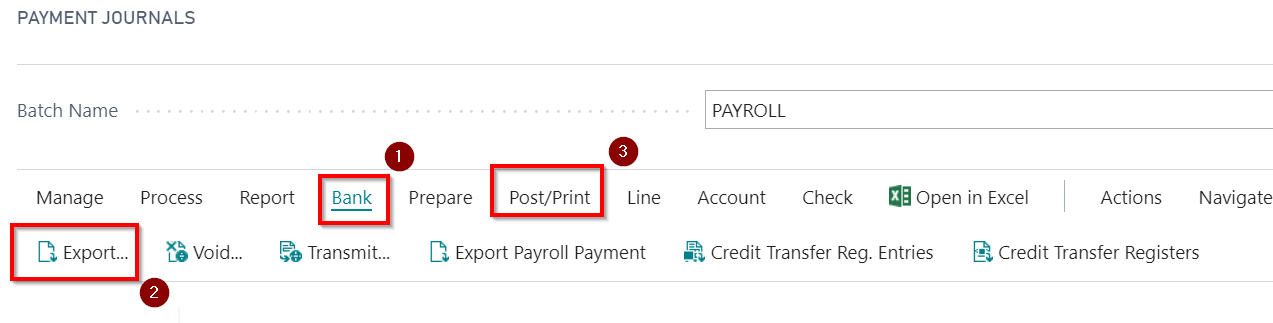 PAYMENT JOURNALS
Batch Name PAYROLL
1 3
Manage Process Report Bank Prepare Post/Print Line Account Check Open in Excel Actions Navigate
Export... Void... Transmit... Export Payroll Payment Credit Transfer Reg. Entries Credit Transfer Registers
2